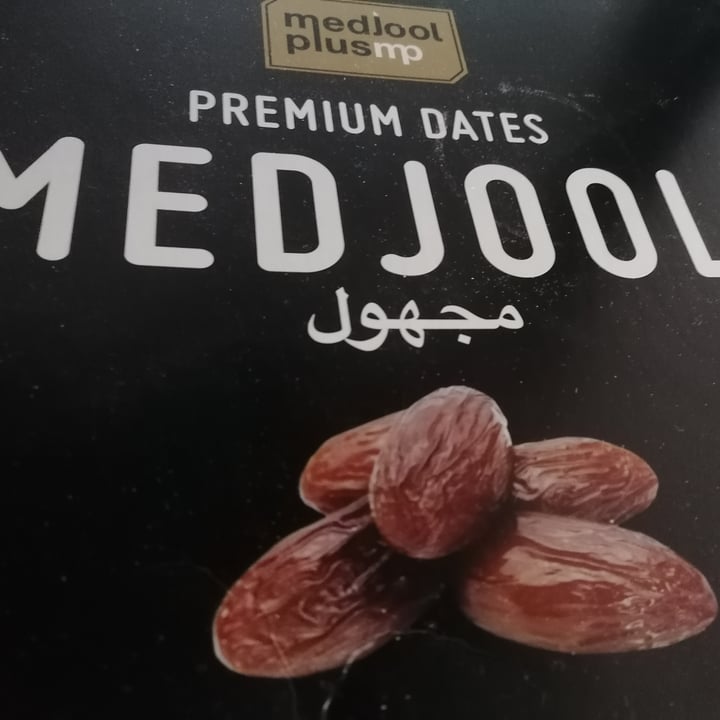 medjool
plusmp
PREMIUM DATES
MEDJOOL
مجهول